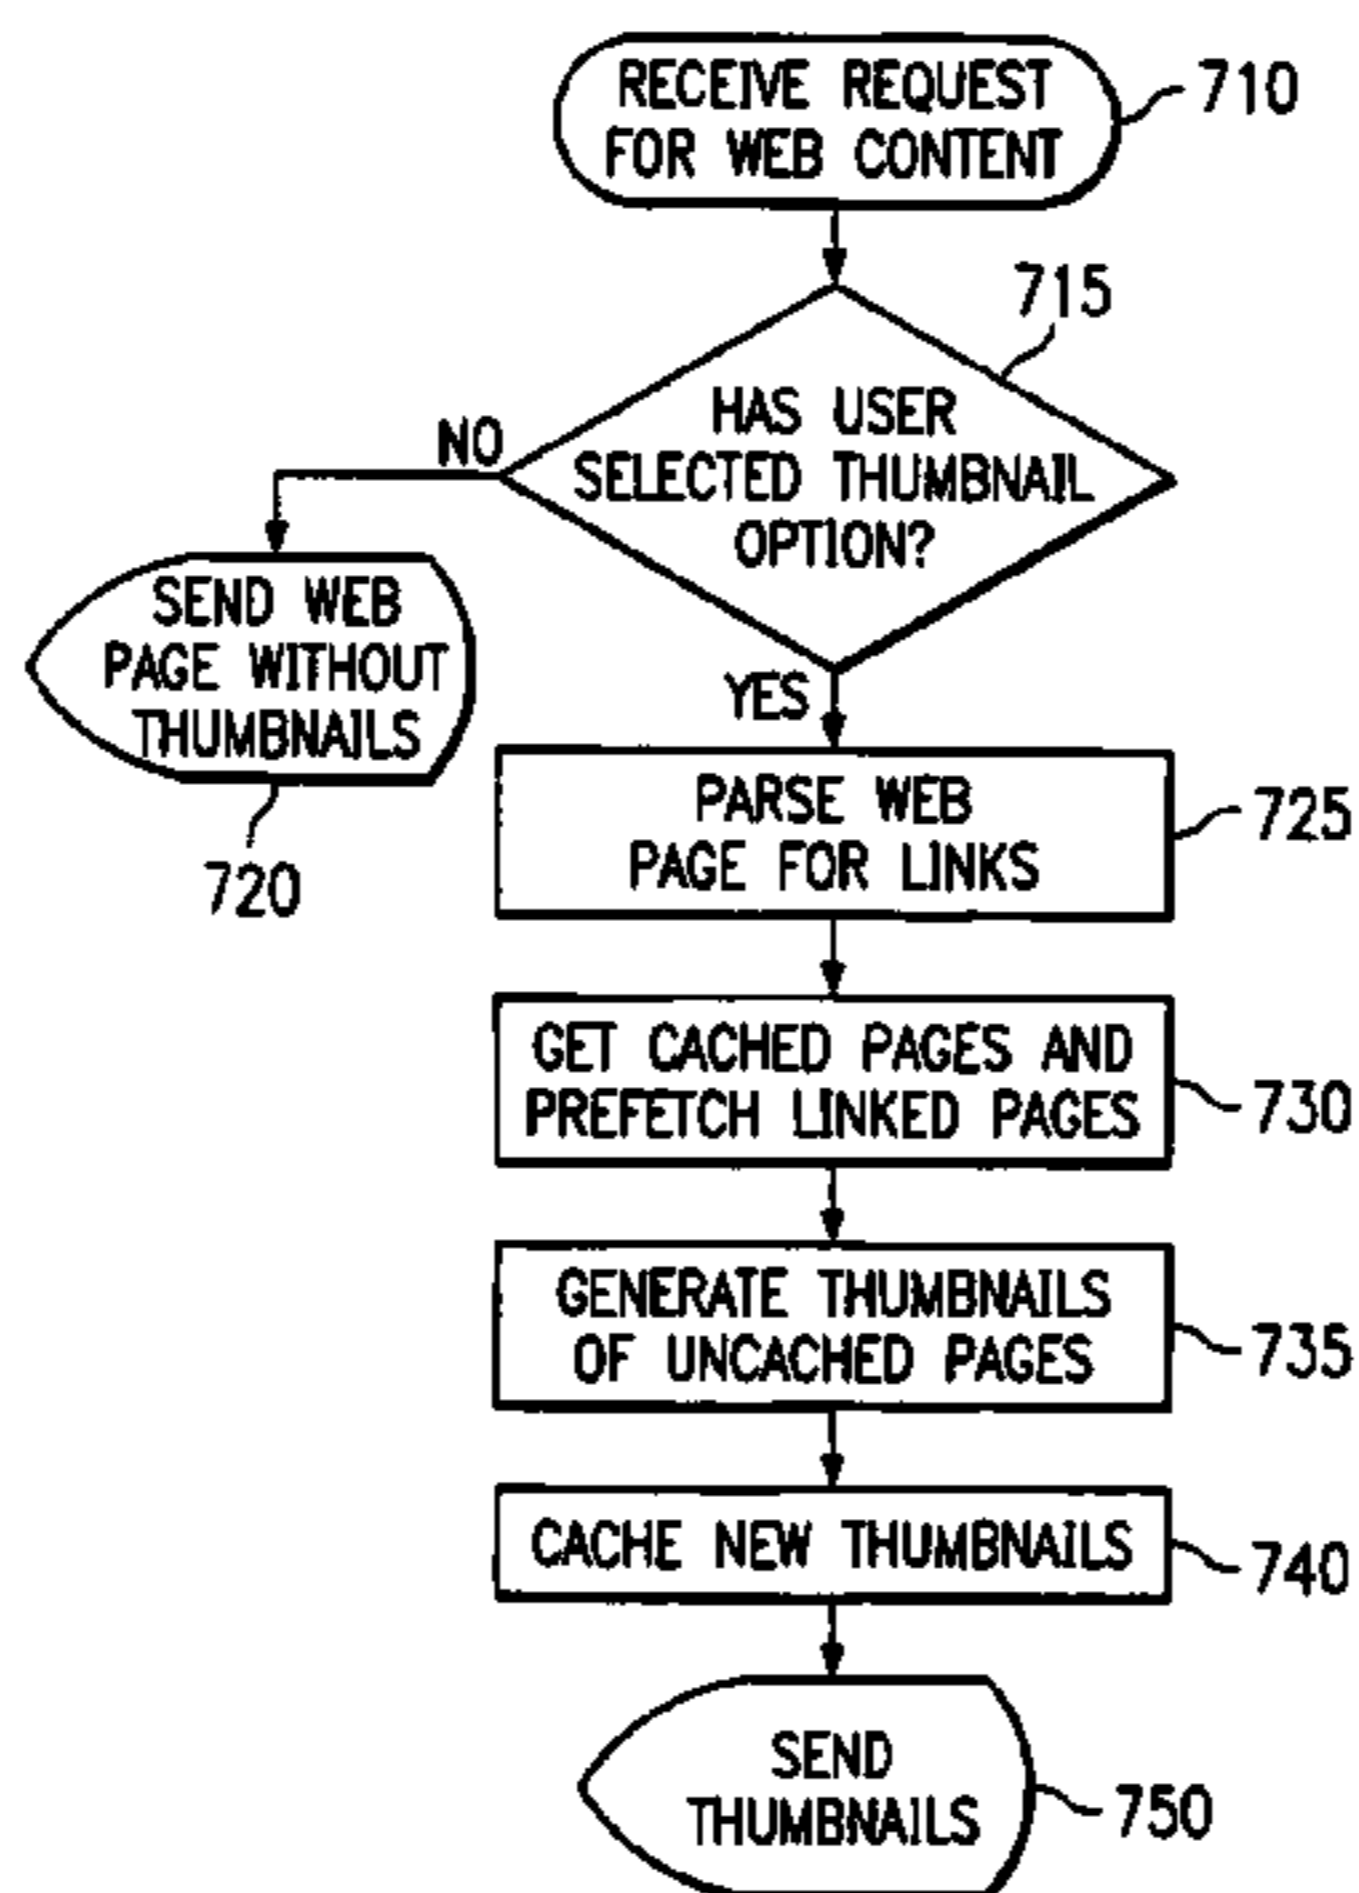 RECEIVE REQUEST
FOR WEB CONTENT
710
715
HAS USER
SELECTED THUMBNAIL
OPTION?
NO
SEND WEB
PAGE WITHOUT
THUMBNAILS
720
YES
PARSE WEB
PAGE FOR LINKS
725
GET CACHED PAGES AND
PREFETCH LINKED PAGES
730
GENERATE THUMBNAILS
OF UNCACHED PAGES
735
CACHE NEW THUMBNAILS
740
SEND
THUMBNAILS
750